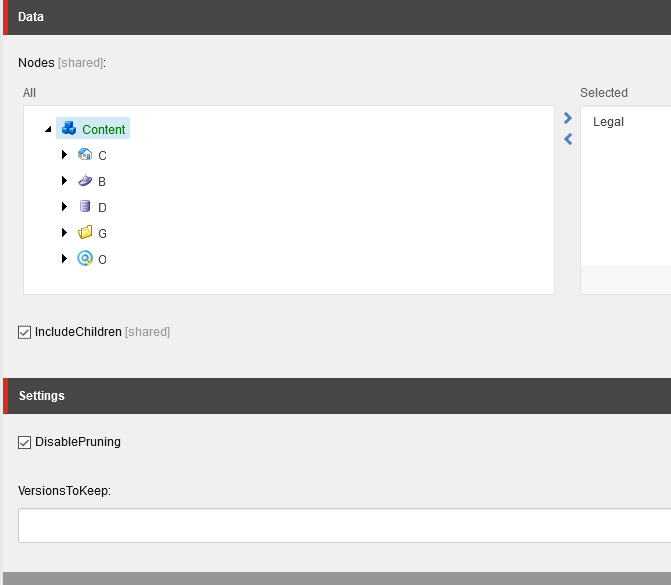 Data
Nodes [shared]:
All
Selected
Content
Legal
C
B
D
G
O
IncludeChildren [shared]
Settings
DisablePruning
VersionsToKeep: